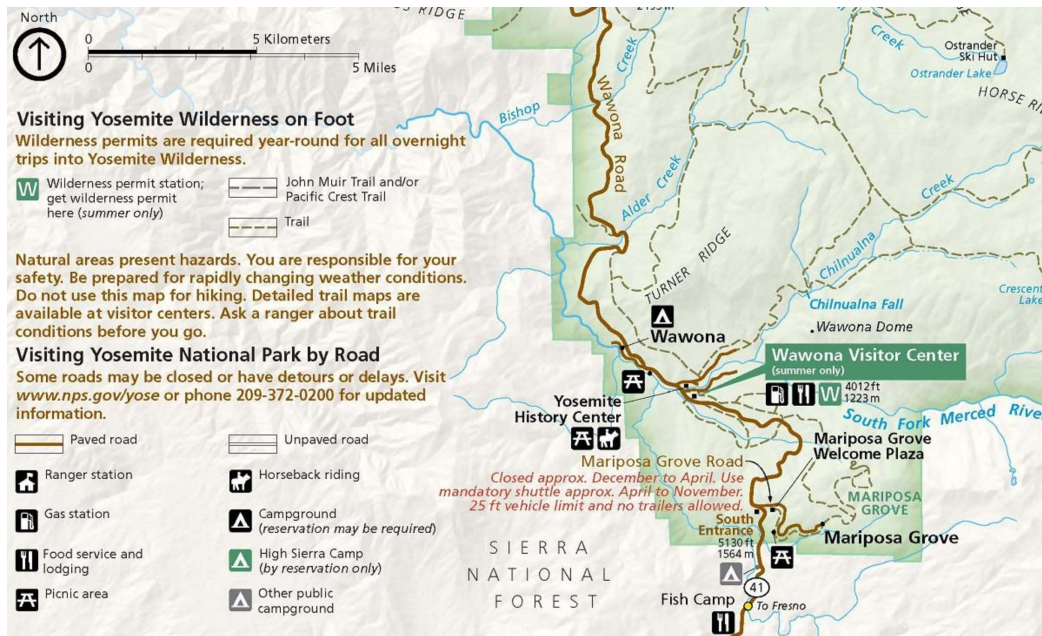 North
0 5 Kilometers
0 5 Miles
RIDGE
Creek
Ostrander
Ski Hut
Ostrander Lake
Bishop
Creek
Wawona Road
Visiting Yosemite Wilderness on Foot
Wilderness permits are required year-round for all overnight
trips into Yosemite Wilderness.
W
Wilderness permit station;
get wilderness permit
here (summer only)
John Muir Trail and/or
Pacific Crest Trail
Trail
Alder Creek
Creek
Chilnualna
TURNER RIDGE
Natural areas present hazards. You are responsible for your
safety. Be prepared for rapidly changing weather conditions.
Do not use this map for hiking. Detailed trail maps are
available at visitor centers. Ask a ranger about trail
conditions before you go.
Chilnualna Fall
Crescent
Lake
Wawona
Wawona Dome
Visiting Yosemite National Park by Road
Some roads may be closed or have detours or delays. Visit
www.nps.gov/yose or phone 209-372-0200 for updated
information.
Wawona Visitor Center
(summer only)
W
4012 ft
1223 m
Yosemite
History Center
South Fork Merced River
Paved road
Unpaved road
Ranger station
Horseback riding
Gas station
Campground
(reservation may be required)
Food service and
lodging
High Sierra Camp
(by reservation only)
Picnic area
Other public
campground
Mariposa Grove
Welcome Plaza
Mariposa Grove Road
Closed approx. December to April. Use
mandatory shuttle approx. April to November.
25 ft vehicle limit and no trailers allowed.
MARIPOSA
GROVE
South
Entrance
5130 ft
1564 m
Mariposa Grove
SIERRA
NATIONAL
FOREST
41
Fish Camp
To Fresno